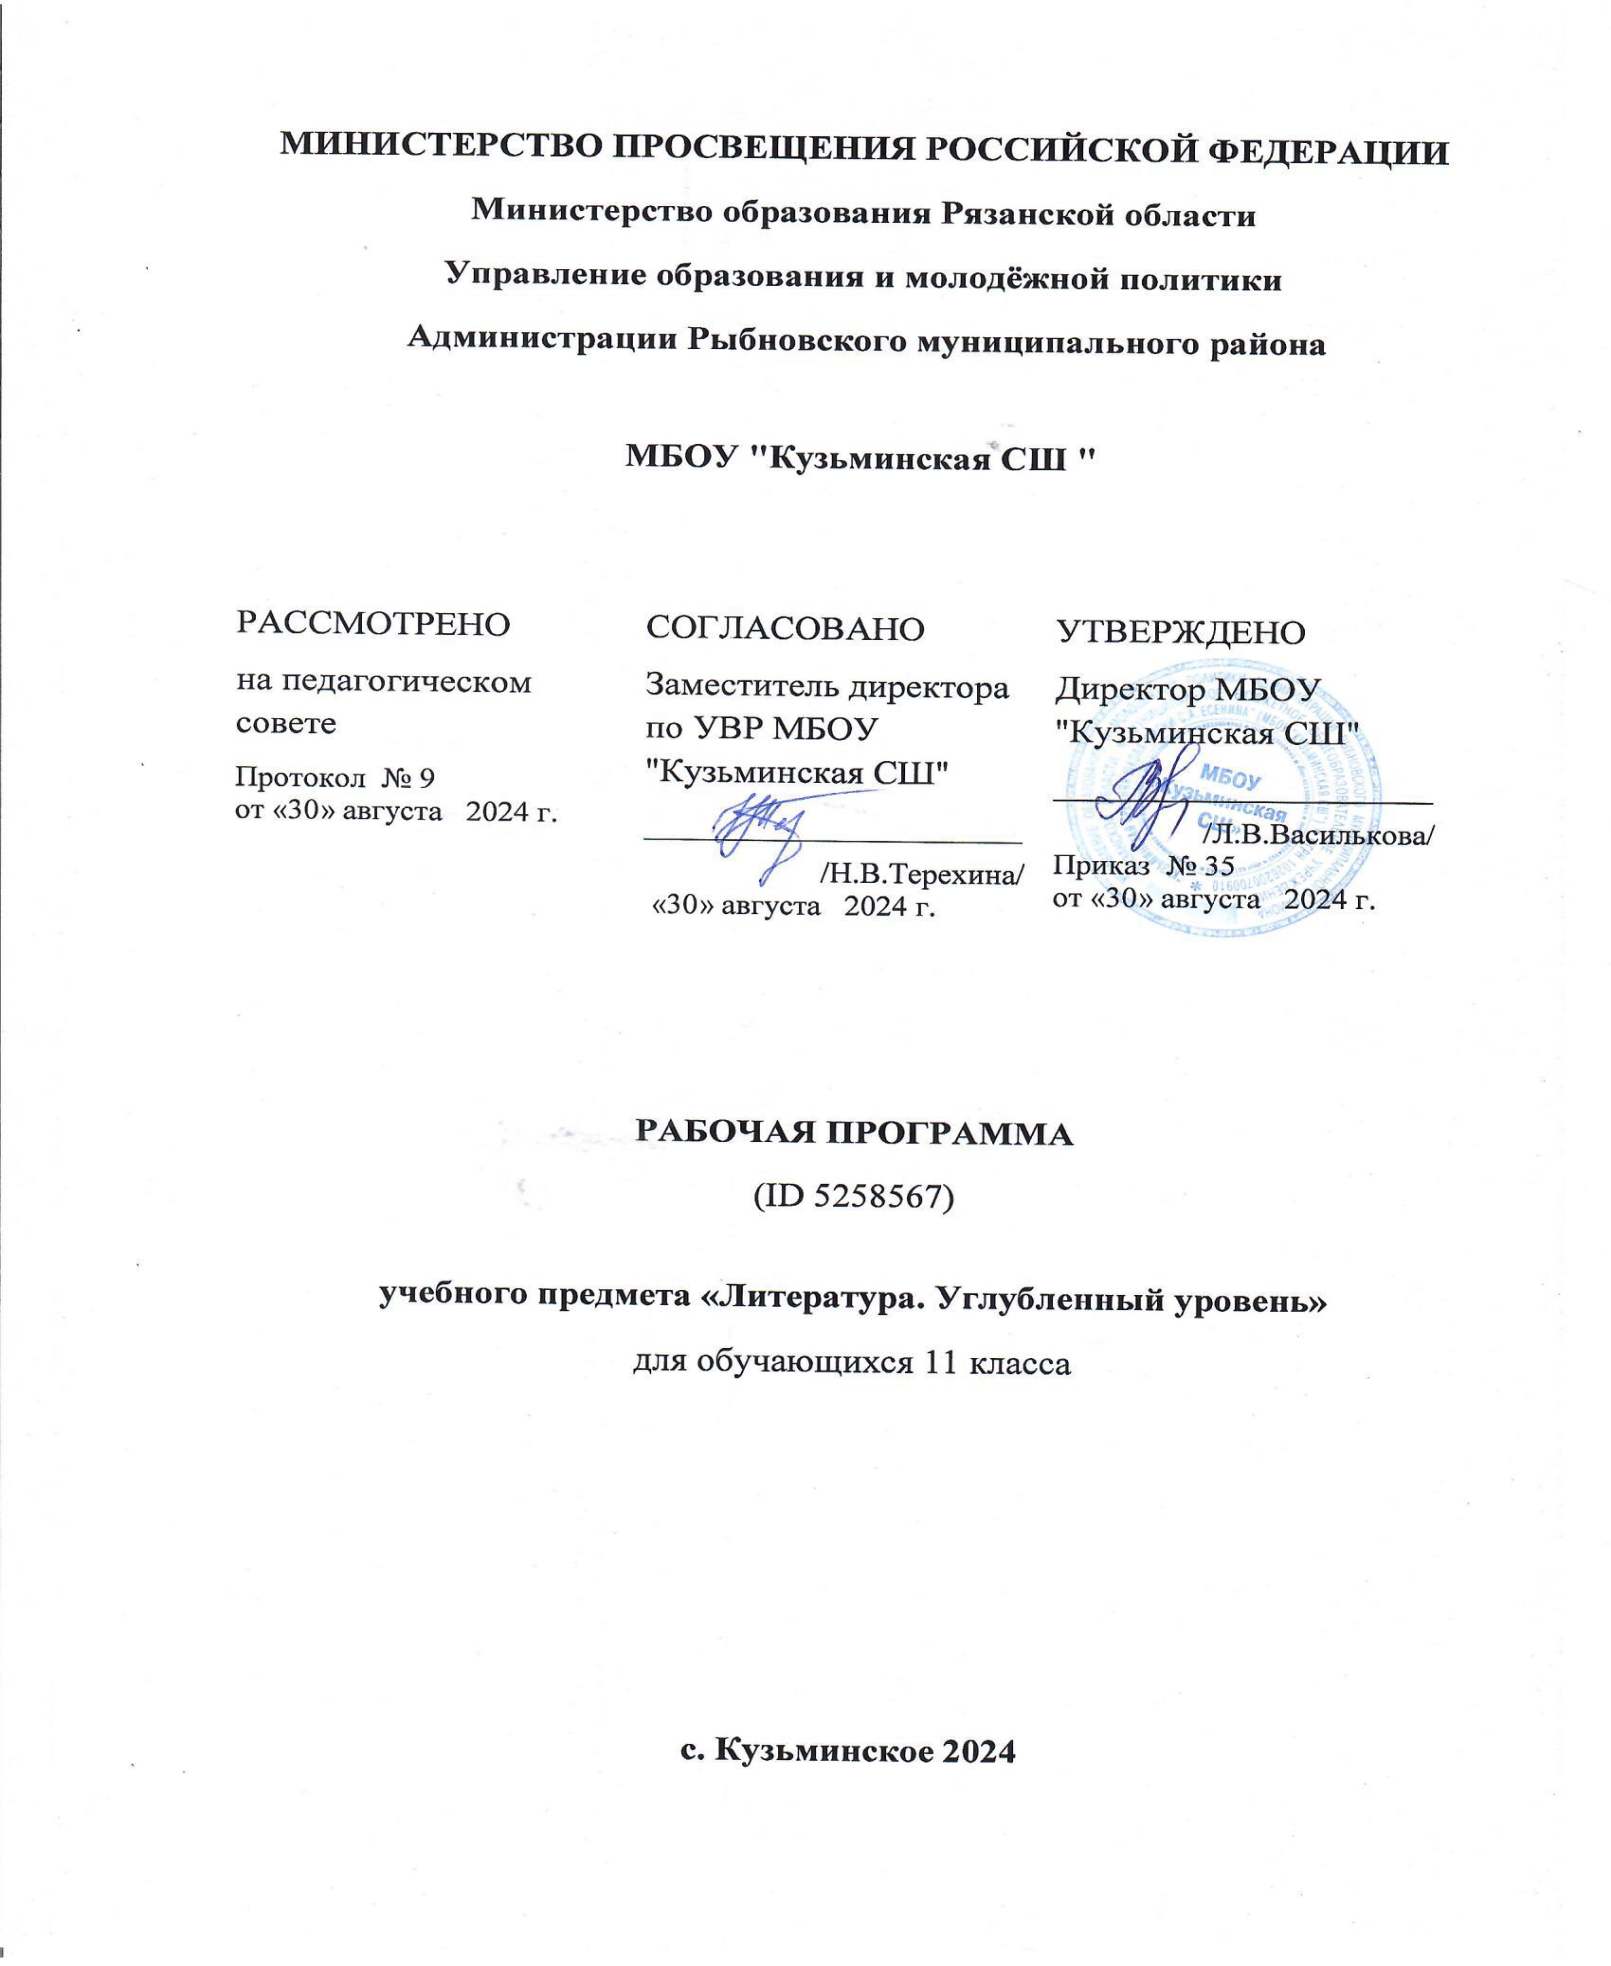 МИНИСТЕРСТВО ПРОСВЕЩЕНИЯ РОССИЙСКОЙ ФЕДЕРАЦИИ
Министерство образования Рязанской области
Управление образования и молодёжной политики
Администрации Рыбновского муниципального района
МБОУ "Кузьминская СШ "
РАССМОТРЕНО
на педагогическом
совете
Протокол № 9
от «30» августа 2024 г.
СОГЛАСОВАНО
Заместитель директора
по УВР МБОУ
"Кузьминская СШ"
/Н.В.Терехина/
«30» августа 2024 г.
УТВЕРЖДЕНО
Директор МБОУ
"Кузьминская СШ"
/Л.В.Василькова/
Приказ № 35
от «30» августа 2024 г.
МБОУ
«Кузьминская
СШ»
РАБОЧАЯ ПРОГРАММА
(ID 5258567)
учебного предмета «Литература. Углубленный уровень»
для обучающихся 11 класса
с. Кузьминское 2024